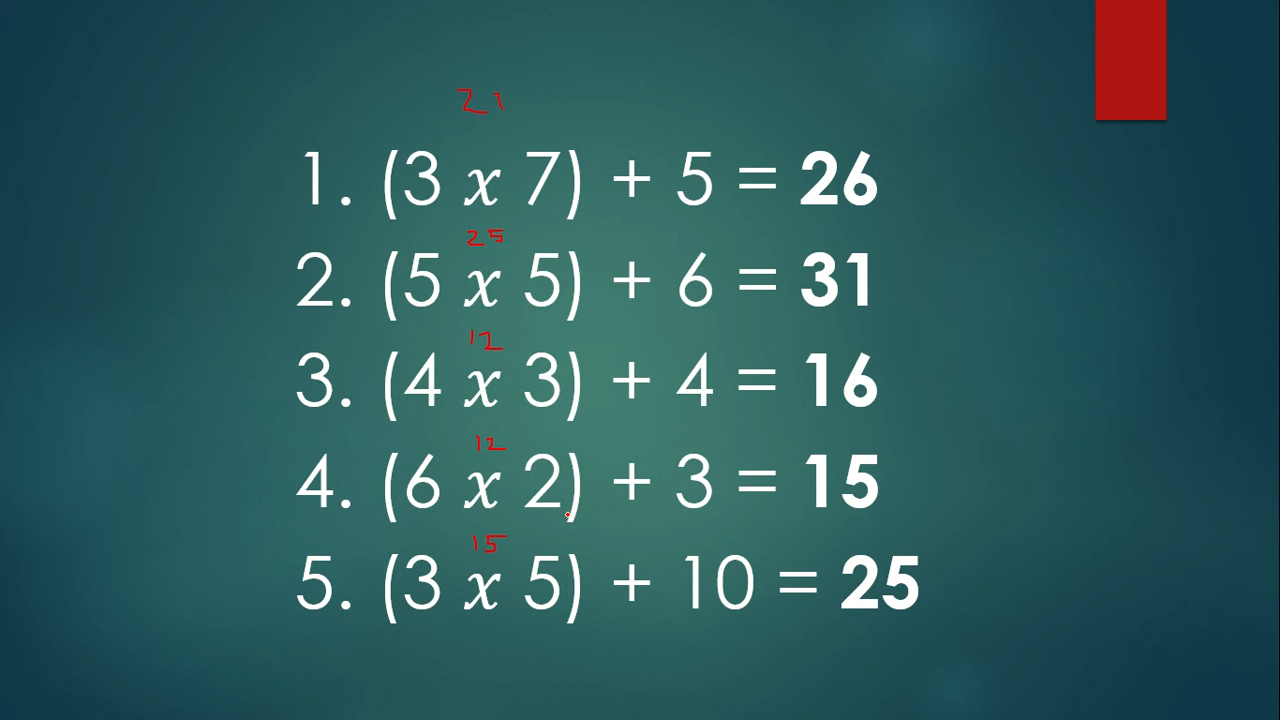 21
1. (3 x 7) + 5 = 26
25
2. (5 x 5) + 6 = 31
12
3. (4 x 3) + 4 = 16
12
4. (6 x 2) + 3 = 15
15
5. (3 x 5) + 10 = 25